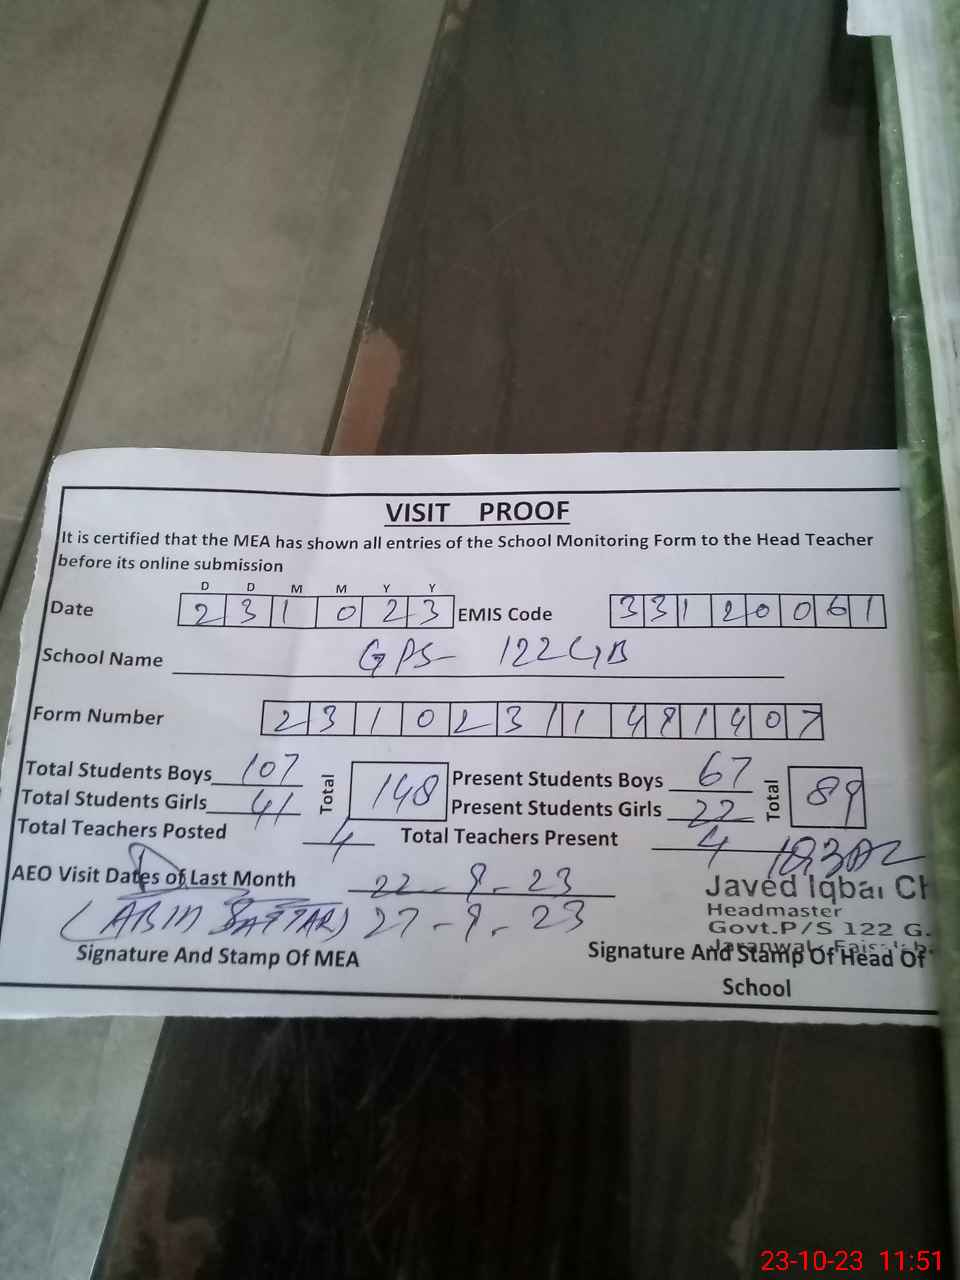 VISIT PROOF
It is certified that the MEA has shown all entries of the School Monitoring Form to the Head Teacher
before its online submission
D D M M Y Y
Date 2 3 1 0 2 3 EMIS Code 3 3 1 2 0 0 6 1
School Name GPS 122 GB
Form Number 2 3 1 0 2 3 1 1 4 8 1 4 0 7
Total Students Boys 107 Total 148 Present Students Boys 67 Total 89
Total Students Girls 41 Present Students Girls 22
Total Teachers Posted 4 Total Teachers Present 4
AEO Visit Dates of Last Month 22-9-23
27-9-23
Javed Iqbal Ch
Headmaster
Govt.P/S 122 G.
Signature And Stamp Of MEA Signature And Stamp Of Head Of
School
23-10-23 11:51